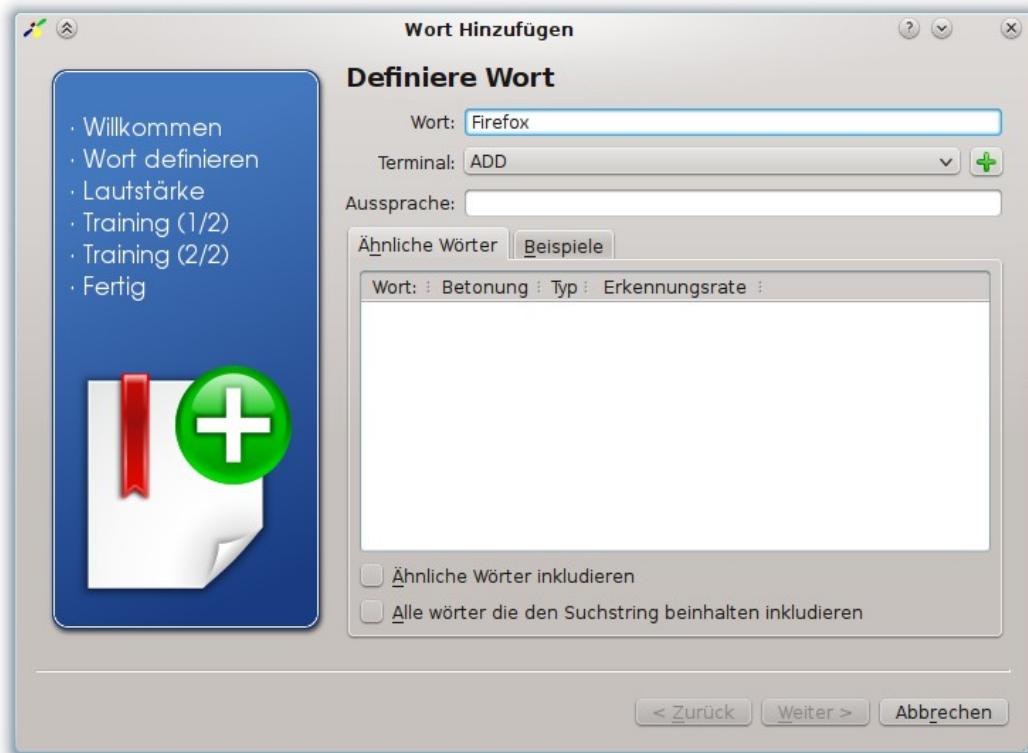 Wort Hinzufügen
· Willkommen
· Wort definieren
· Lautstärke
· Training (1/2)
· Training (2/2)
· Fertig
Definiere Wort
Wort: Firefox
Terminal: ADD
Aussprache:
Ähnliche Wörter Beispiele
Wort: Betonung Typ Erkennungsrate
Ähnliche Wörter inkludieren
Alle wörter die den Suchstring beinhalten inkludieren
< Zurück Weiter > Abbrechen